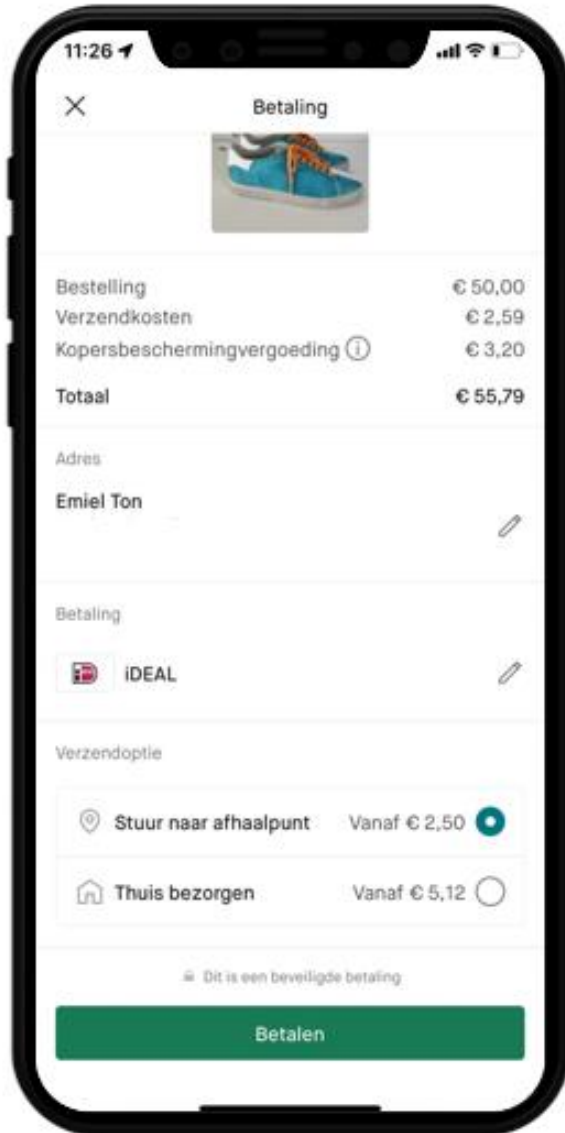 11:26
Betaling
Bestelling € 50,00
Verzendkosten € 2,59
Kopersbeschermingvergoeding € 3,20
Totaal € 55,79
Adres
Emiel Ton
Betaling
iDEAL
Verzendoptie
Stuur naar afhaalpunt Vanaf € 2,50
Thuis bezorgen Vanaf € 5,12
Dit is een beveiligde betaling
Betalen